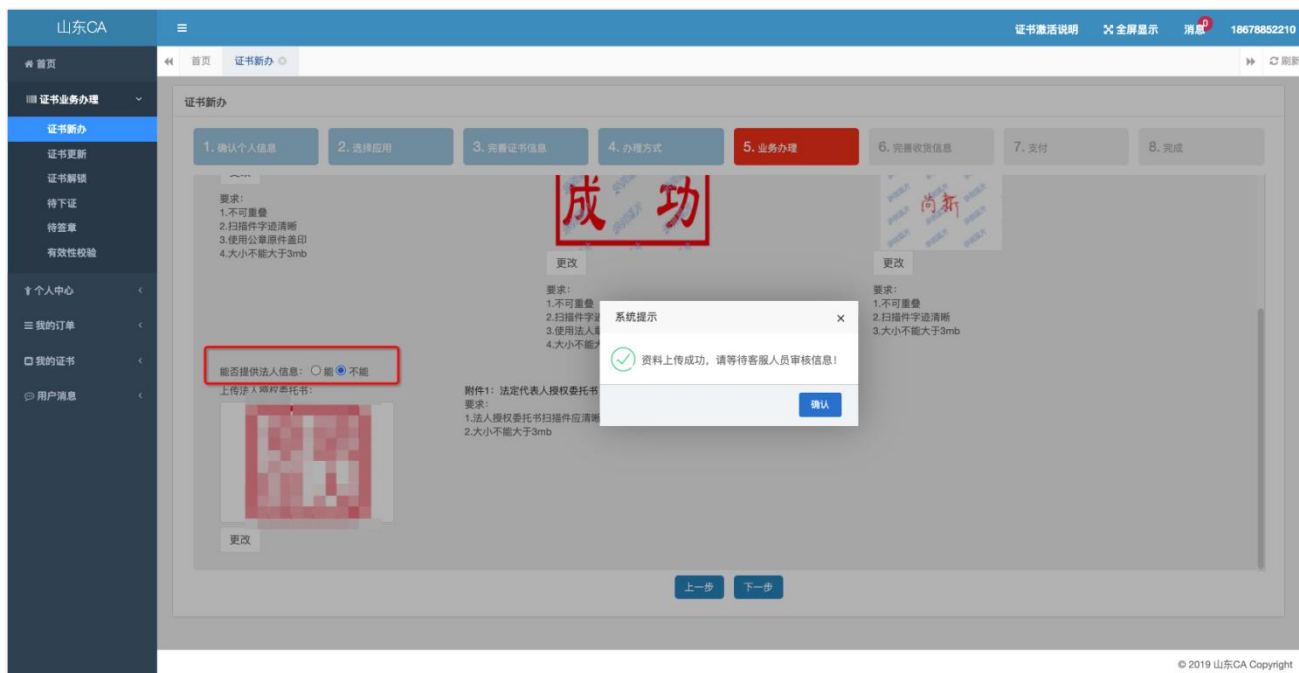 山东CA
证书激活说明 全屏显示 消息 0 18678852210
首页
首页 证书新办 刷新
证书业务办理
证书新办
证书更新
证书解锁
待下证
待签章
有效性校验
个人中心
我的订单
我的证书
用户消息
证书新办
1. 确认个人信息 2. 选择应用 3. 完善证书信息 4. 办理方式 5. 业务办理 6. 完善收货信息 7. 支付 8. 完成
要求:
1.不可重叠
2.扫描件字迹清晰
3.使用公章原件盖印
4.大小不能大于3mb
成功
更改
要求:
1.不可重叠
2.扫描件字
3.使用法人
4.大小不能
尚新
更改
要求:
1.不可重叠
2.扫描件字迹清晰
3.大小不能大于3mb
系统提示 ×
资料上传成功，请等待客服人员审核信息!
确认
能否提供法人信息: 能 不能
上传法人授权委托书:
更改
附件1: 法定代表人授权委托书
要求:
1.法人授权委托书扫描件应清晰
2.大小不能大于3mb
上一步 下一步
© 2019 山东CA Copyright